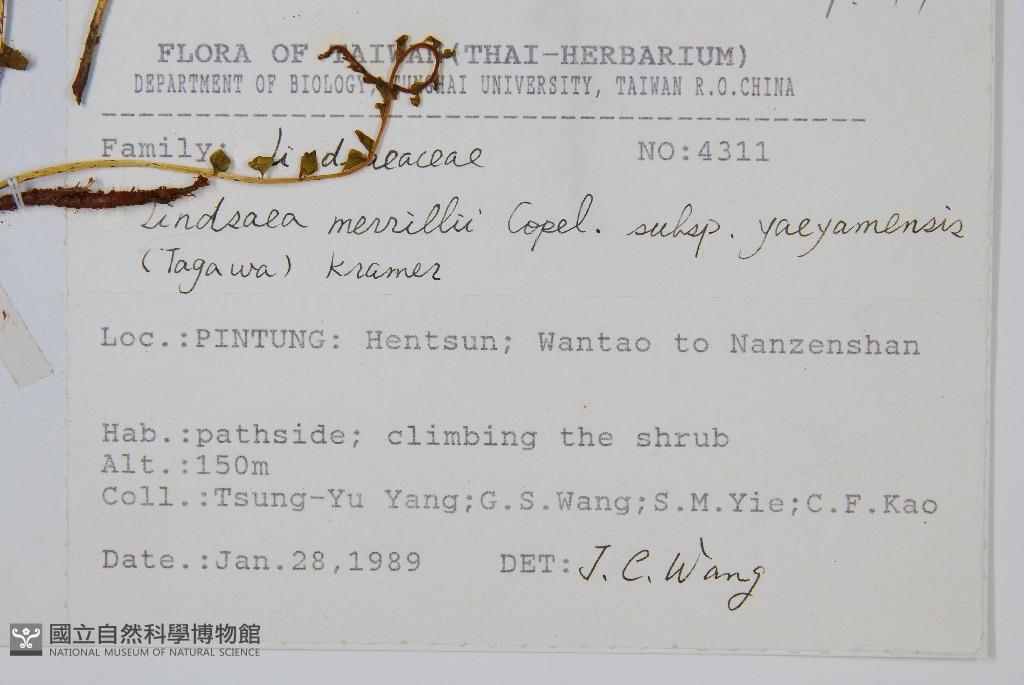 FLORA OF TAIWAN(THAI-HERBARIUM)
DEPARTMENT OF BIOLOGY, TUNGHAI UNIVERSITY, TAIWAN R.O.CHINA
Family: Lindsaeaceae NO:4311
Lindsaea merrillii Copel. subsp. yaeyamensis
(Tagawa) Kramer
Loc.:PINTUNG: Hentsun; Wantao to Nanzenshan
Hab.:pathside; climbing the shrub
Alt.:150m
Coll.:Tsung-Yu Yang;G.S.Wang;S.M.Yie;C.F.Kao
Date.:Jan.28,1989 DET: J. C. Wang
國立自然科學博物館
NATIONAL MUSEUM OF NATURAL SCIENCE